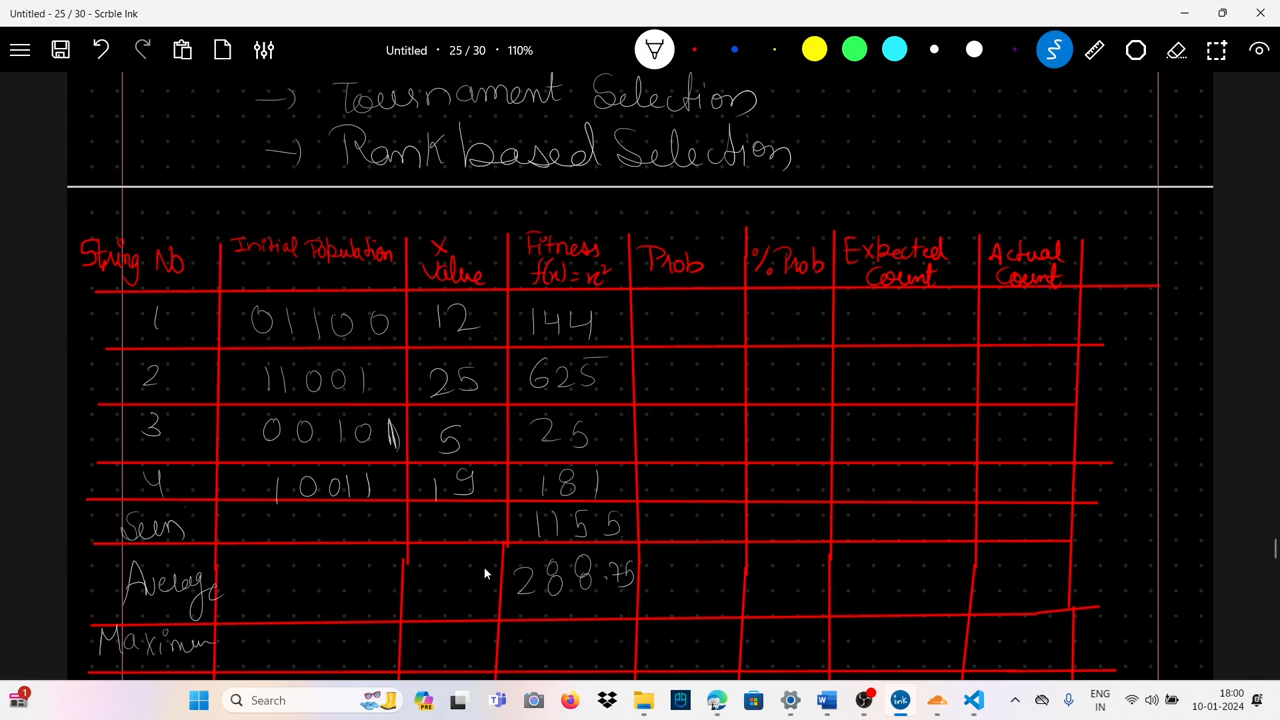 Untitled - 25 / 30 - Scrble Ink
Untitled • 25 / 30 • 110%
→ Tournament Selection
→ Rank based Selection
String No Initial Population X Value Fitness f(x) = x² Prob % Prob Expected Count Actual Count
1 01100 12 144
2 11001 25 625
3 00101 5 25
4 10011 19 181
Sum 1155
Average 288.75
Maximum
1 Search PRE ENG IN 18:00 10-01-2024